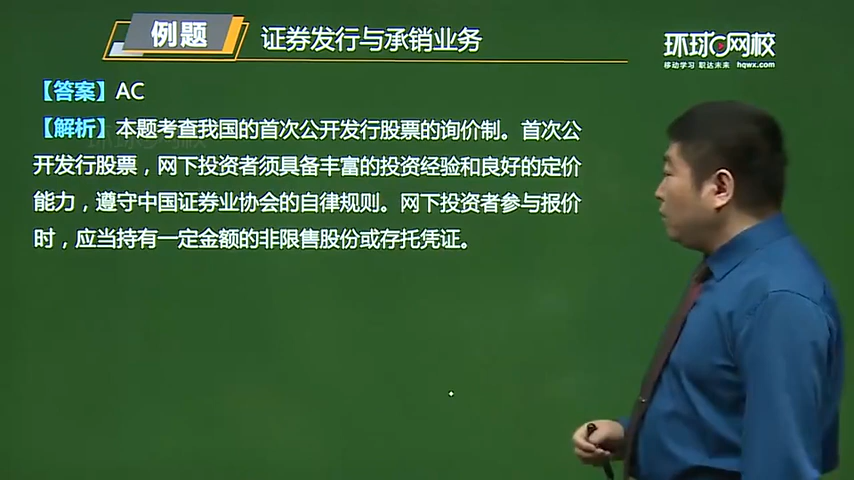 例题
证券发行与承销业务
环球网校
移动学习 职达未来 hqwx.com
【答案】AC
【解析】本题考查我国的首次公开发行股票的询价制。首次公
开发行股票，网下投资者须具备丰富的投资经验和良好的定价
能力，遵守中国证券业协会的自律规则。网下投资者参与报价
时，应当持有一定金额的非限售股份或存托凭证。